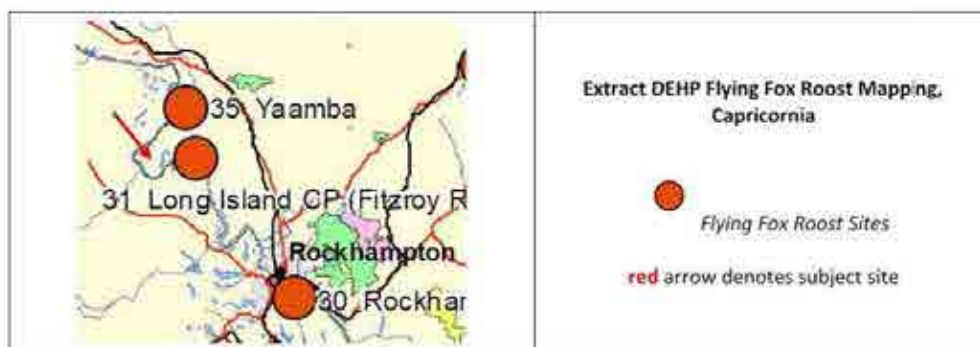 35 Yaamba
31 Long Island CP (Fitzroy R
Rockhampton
30 Rockhar
Extract DEHP Flying Fox Roost Mapping,
Capricornia
Flying Fox Roost Sites
red arrow denotes subject site